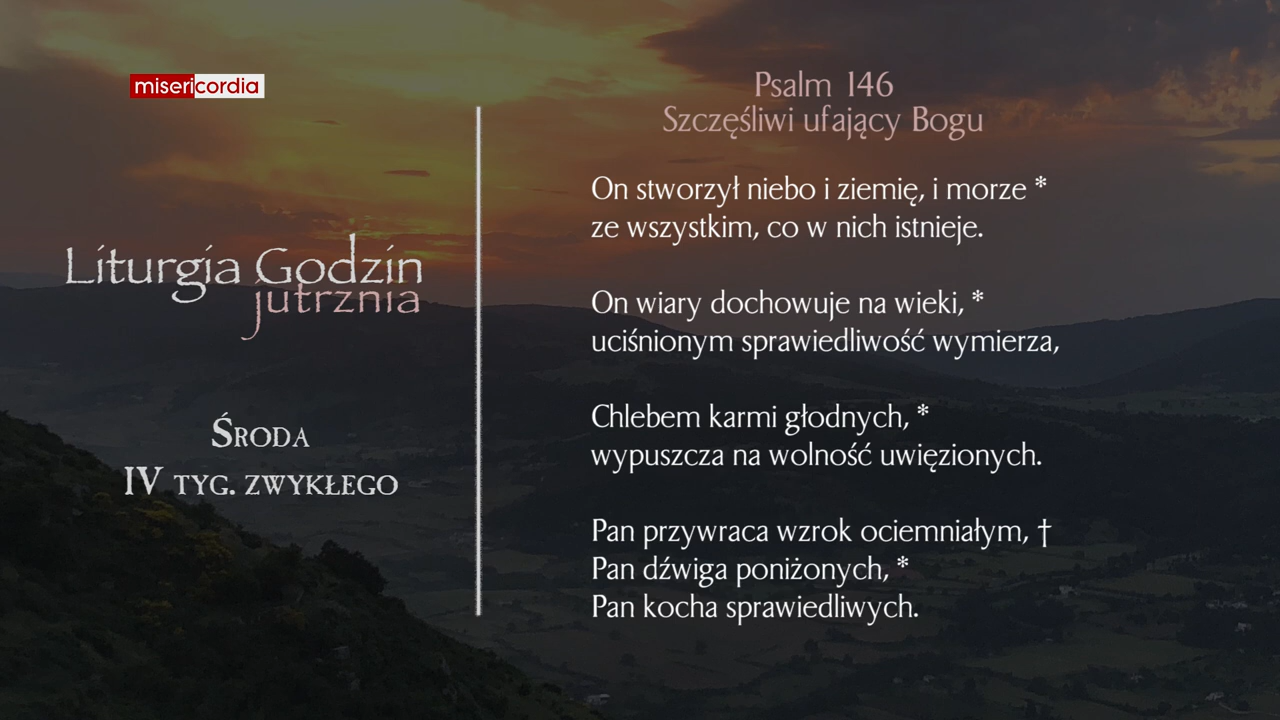 misericordia
Liturgia Godzin
jutrznia
Środa
IV tyg. zwykłego
Psalm 146
Szczęśliwi ufający Bogu
On stworzył niebo i ziemię, i morze *
ze wszystkim, co w nich istnieje.
On wiary dochowuje na wieki, *
uciśnionym sprawiedliwość wymierza,
Chlebem karmi głodnych, *
wypuszcza na wolność uwięzionych.
Pan przywraca wzrok ociemniałym, †
Pan dźwiga poniżonych, *
Pan kocha sprawiedliwych.